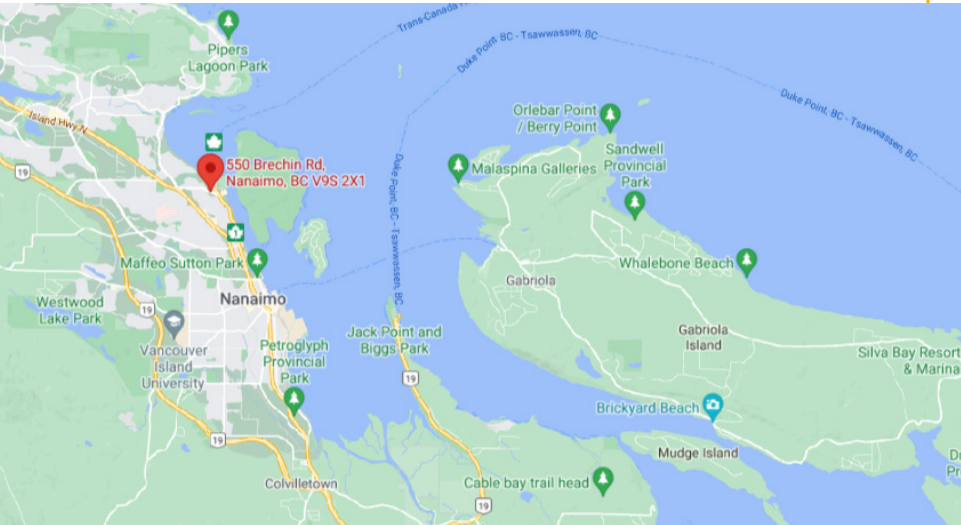 Trans-Canada
Pipers
Lagoon Park
Duke Point, BC - Tsawwassen, BC
Duke Point, BC - Tsawwassen, BC
Island Hwy N
Orlebar Point
/ Berry Point
550 Brechin Rd,
Nanaimo, BC V9S 2X1
Malaspina Galleries
Sandwell
Provincial
Park
19
Duke Point, BC - Tsawwassen, BC
1
Maffeo Sutton Park
Whalebone Beach
Gabriola
Westwood
Lake Park
Nanaimo
19
Jack Point and
Biggs Park
Gabriola
Island
Vancouver
Island
University
Petroglyph
Provincial
Park
Silva Bay Resort
& Marina
19
Brickyard Beach
19
Mudge Island
Colvilletown
Cable bay trail head
19